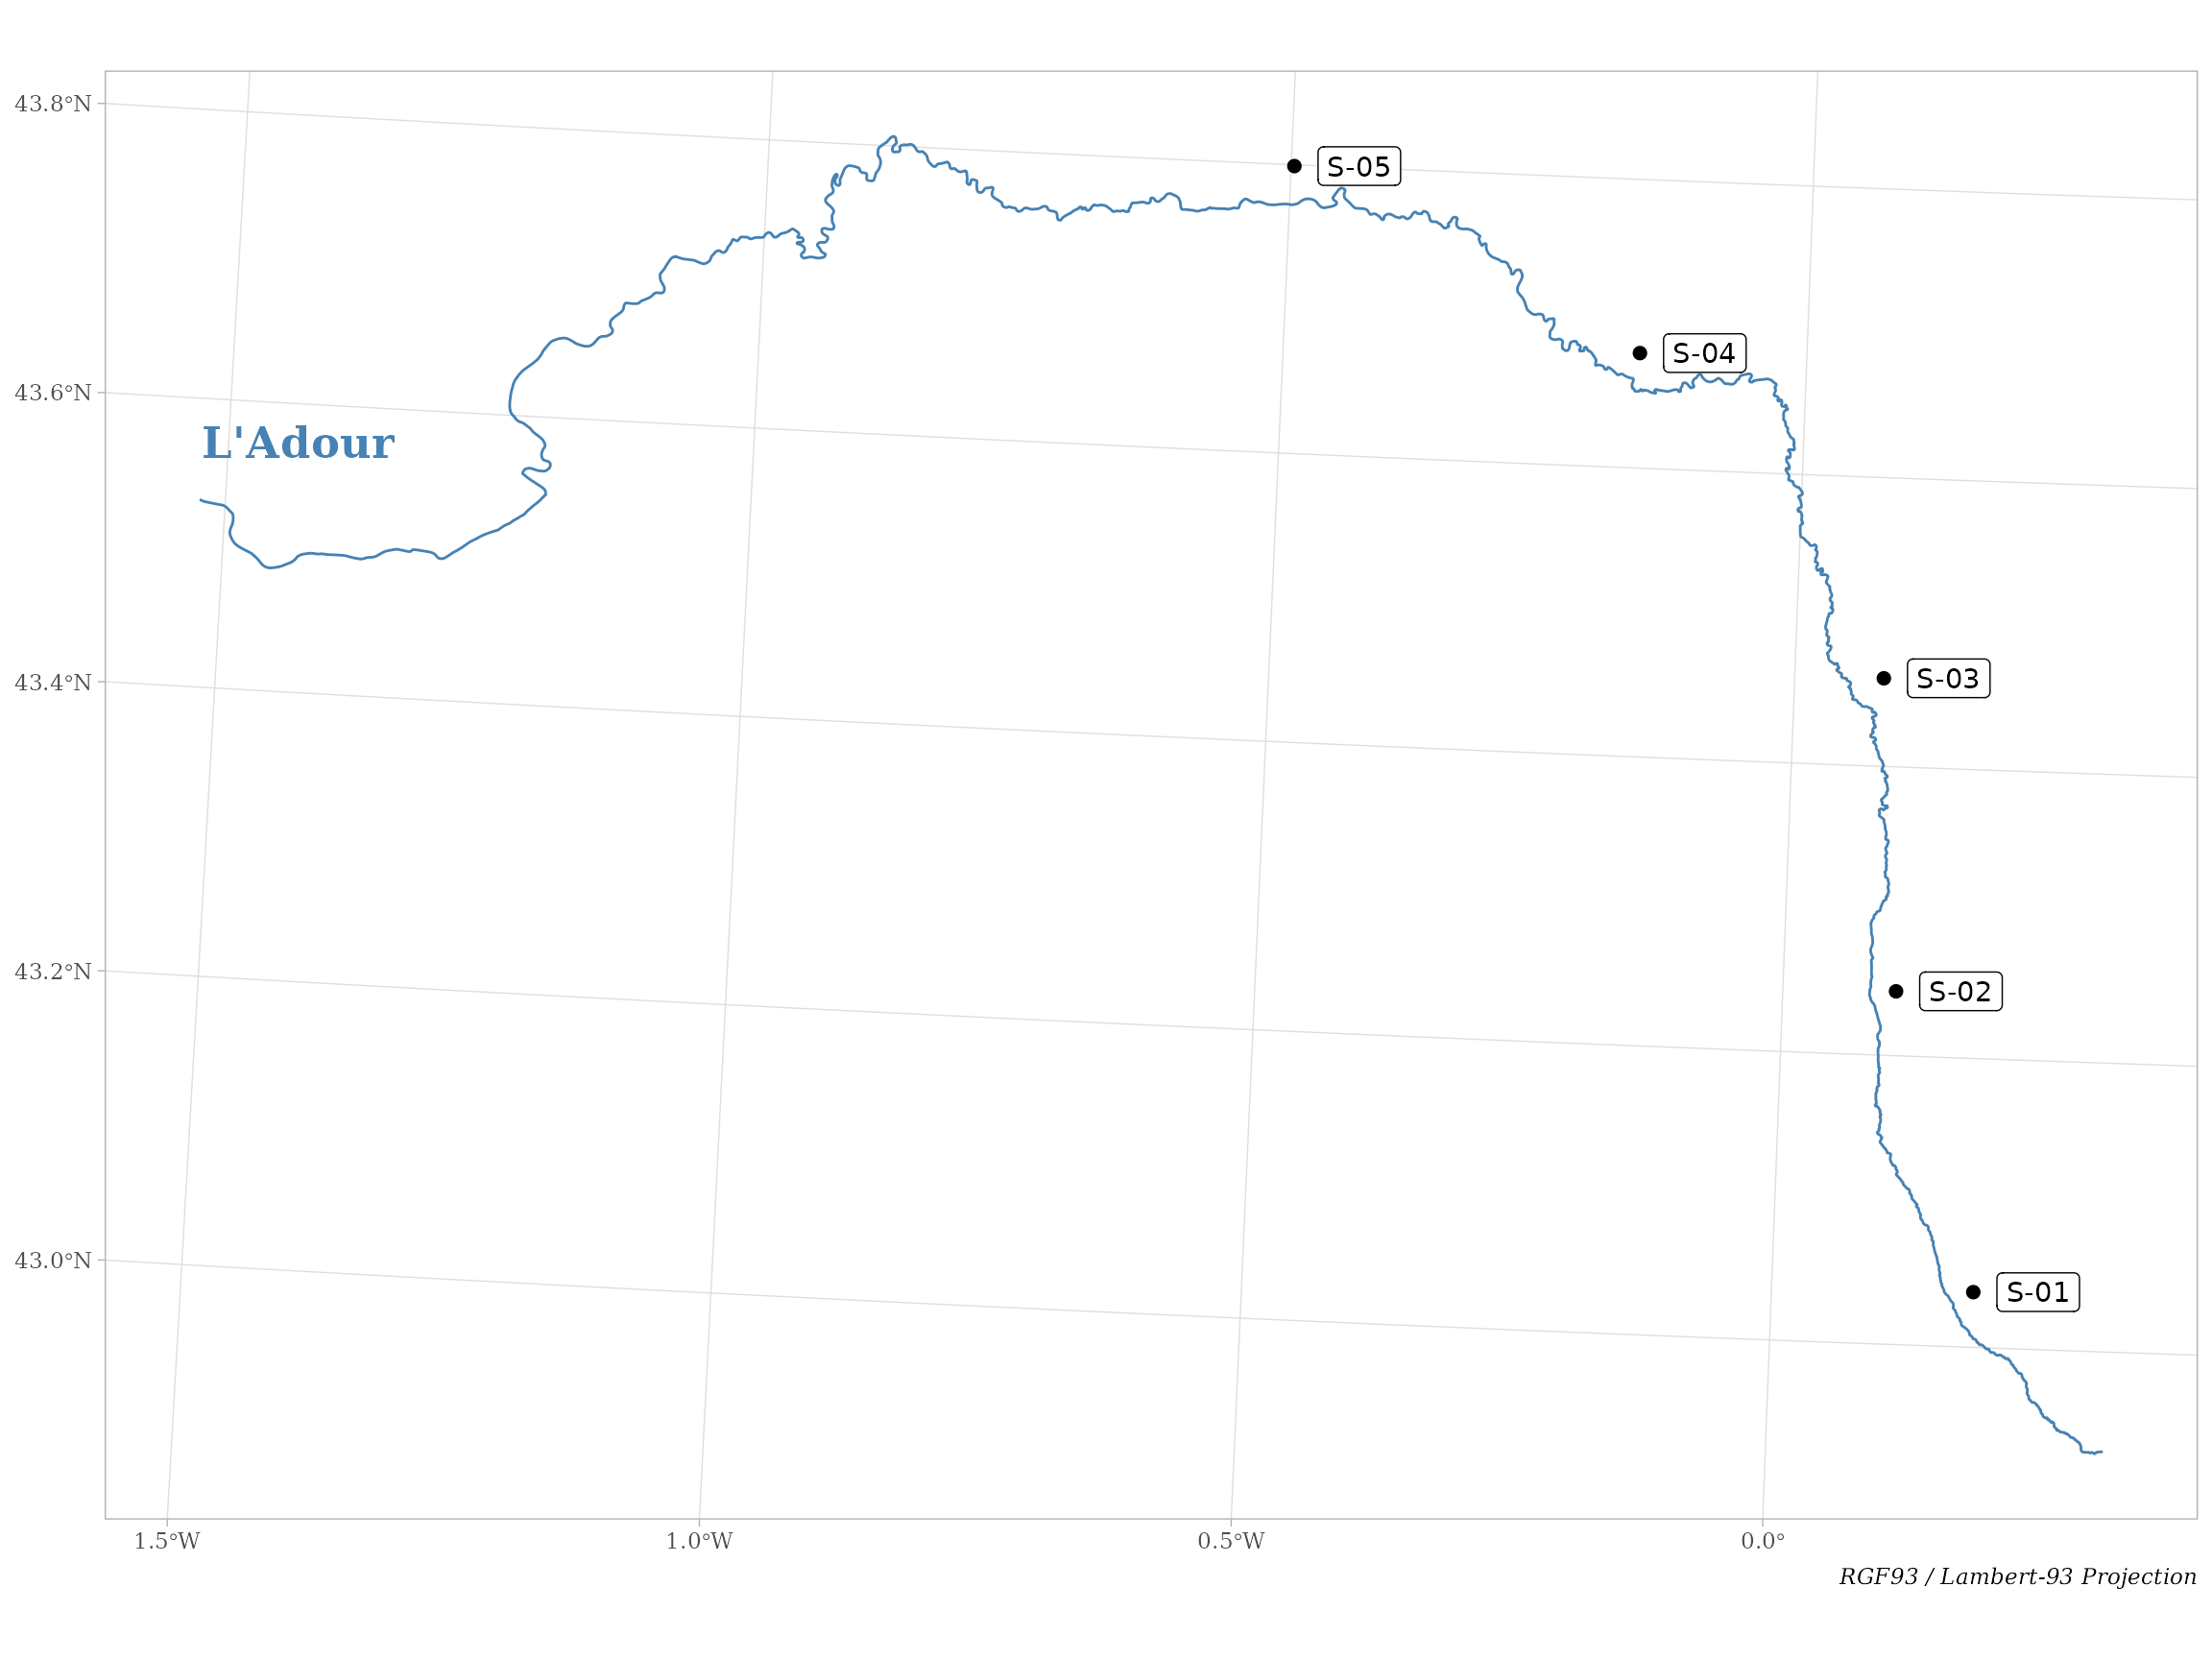 43.8°N
S-05
S-04
43.6°N
L'Adour
S-03
43.4°N
43.2°N
S-02
43.0°N
S-01
1.5°W 1.0°W 0.5°W 0.0°
RGF93 / Lambert-93 Projection